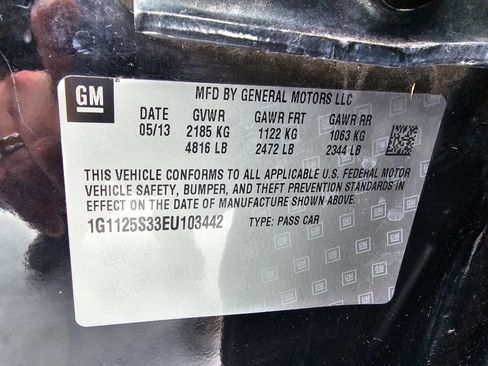 GM
MFD BY GENERAL MOTORS LLC
DATE GVWR GAWR FRT GAWR RR
05/13 2185 KG 1122 KG 1063 KG
4816 LB 2472 LB 2344 LB
THIS VEHICLE CONFORMS TO ALL APPLICABLE U.S. FEDERAL MOTOR
VEHICLE SAFETY, BUMPER, AND THEFT PREVENTION STANDARDS IN
EFFECT ON THE DATE OF MANUFACTURE SHOWN ABOVE.
1G1125S33EU103442 TYPE: PASS CAR